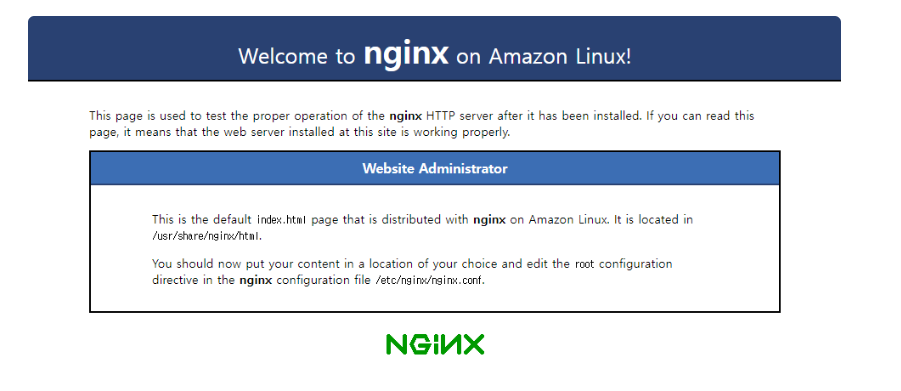 Welcome to nginx on Amazon Linux!
This page is used to test the proper operation of the nginx HTTP server after it has been installed. If you can read this
page, it means that the web server installed at this site is working properly.
Website Administrator
This is the default index.html page that is distributed with nginx on Amazon Linux. It is located in
/usr/share/nginx/html.
You should now put your content in a location of your choice and edit the root configuration
directive in the nginx configuration file /etc/nginx/nginx.conf.
NGINX